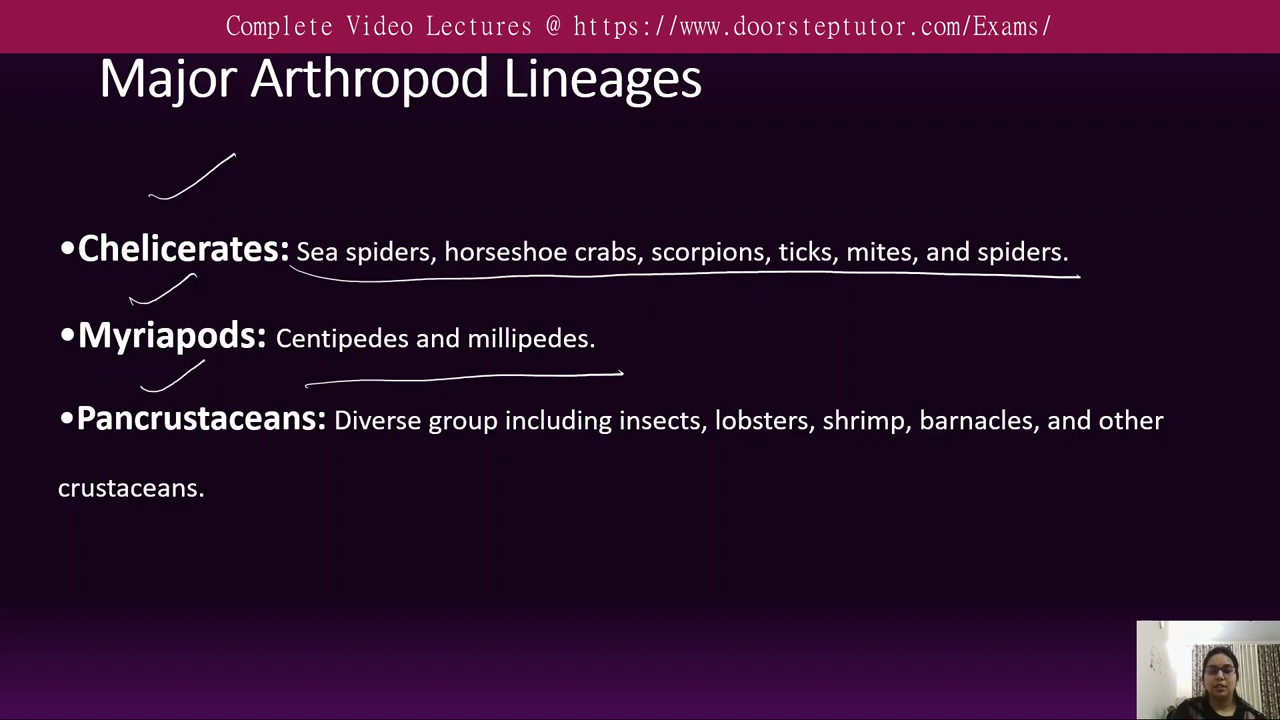 Complete Video Lectures @ https://www.doorsteptutor.com/Exams/
Major Arthropod Lineages
•Chelicerates: Sea spiders, horseshoe crabs, scorpions, ticks, mites, and spiders.
•Myriapods: Centipedes and millipedes.
•Pancrustaceans: Diverse group including insects, lobsters, shrimp, barnacles, and other
crustaceans.